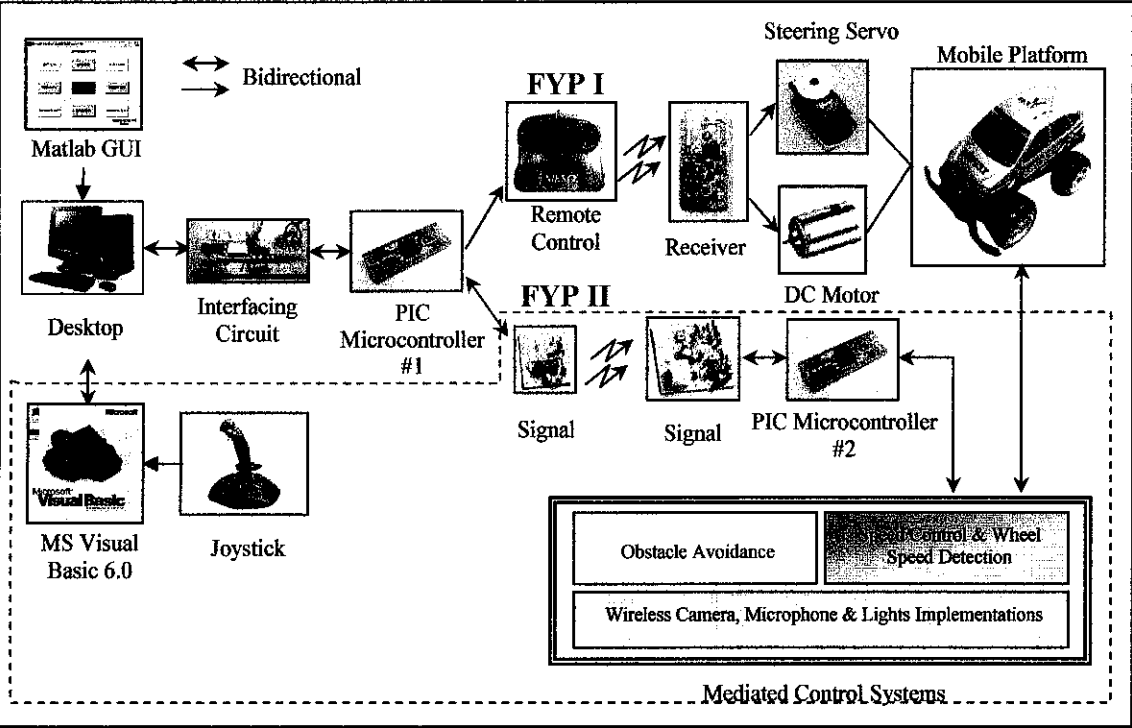 Steering Servo
Mobile Platform
Bidirectional
FYP I
Matlab GUI
Remote
Control
Receiver
DC Motor
Desktop
Interfacing
Circuit
PIC
Microcontroller
#1
FYP II
Signal
Signal
PIC Microcontroller
#2
Microsoft
Microsoft
Visual Basic
MS Visual
Basic 6.0
Joystick
Obstacle Avoidance
Speed Control & Wheel
Speed Detection
Wireless Camera, Microphone & Lights Implementations
Mediated Control Systems